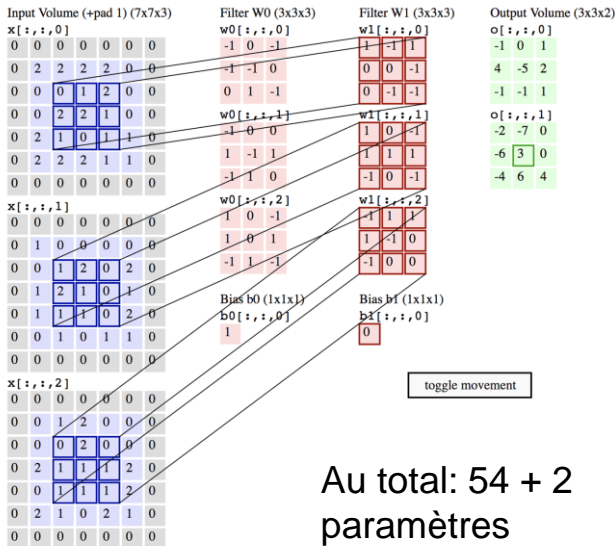 Input Volume (+pad 1) (7x7x3)
x[:,:,0]
0 0 0 0 0 0 0
0 2 2 2 2 0 0
0 0 0 1 2 0 0
0 0 2 2 1 0 0
0 2 1 0 1 1 0
0 2 2 2 1 1 0
0 0 0 0 0 0 0
x[:,:,1]
0 0 0 0 0 0 0
0 1 0 0 0 0 0
0 0 1 2 0 2 0
0 1 2 1 0 1 0
0 1 1 1 0 2 0
0 0 1 0 1 1 0
0 0 0 0 0 0 0
x[:,:,2]
0 0 0 0 0 0 0
0 0 1 2 0 0 0
0 0 0 2 0 0 0
0 2 1 1 1 2 0
0 0 1 1 1 2 0
0 2 1 0 2 1 0
0 0 0 0 0 0 0
Filter W0 (3x3x3)
w0[:,:,0]
-1 0 -1
-1 -1 0
0 1 -1
w0[:,:,1]
-1 0 0
1 -1 1
-1 1 0
w0[:,:,2]
1 0 -1
1 0 1
-1 1 -1
Bias b0 (1x1x1)
b0[:,:,0]
1
Filter W1 (3x3x3)
w1[:,:,0]
1 -1 1
0 0 -1
0 -1 -1
w1[:,:,1]
1 0 -1
1 1 1
-1 0 -1
w1[:,:,2]
-1 1 1
1 -1 0
-1 0 0
Bias b1 (1x1x1)
b1[:,:,0]
0
Output Volume (3x3x2)
o[:,:,0]
-1 0 1
4 -5 2
-1 -1 1
o[:,:,1]
-2 -7 0
-6 3 0
-4 6 4
toggle movement
Au total: 54 + 2
paramètres